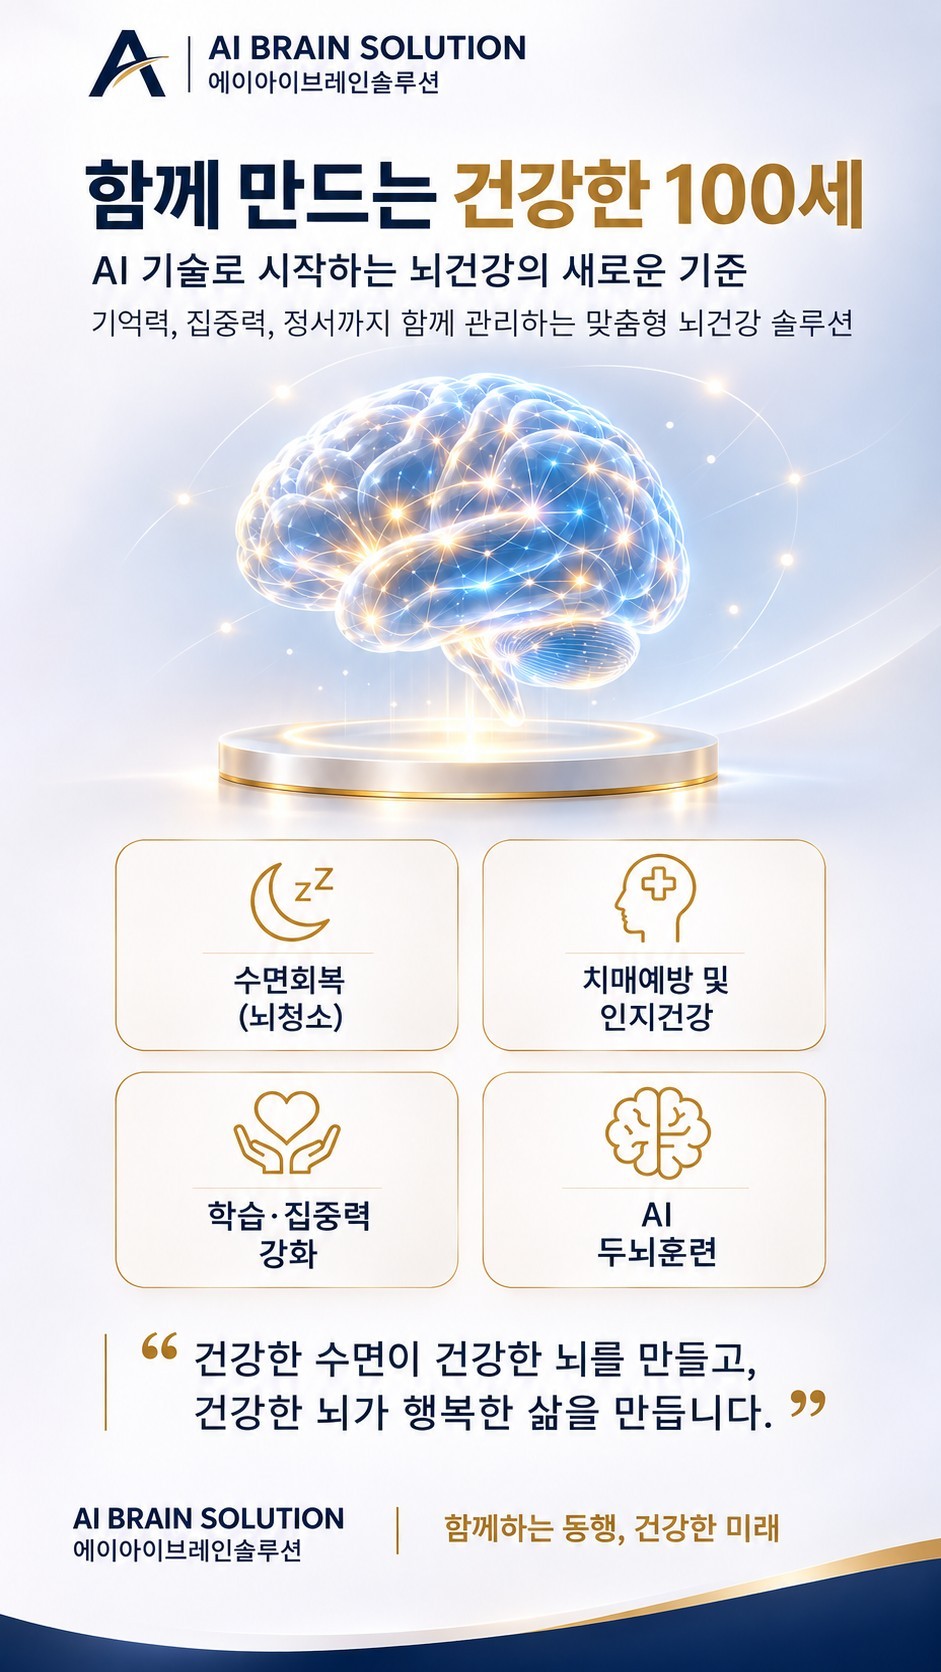 AI BRAIN SOLUTION
에이아이브레인솔루션
함께 만드는 건강한 100세
AI 기술로 시작하는 뇌건강의 새로운 기준
기억력, 집중력, 정서까지 함께 관리하는 맞춤형 뇌건강 솔루션
zZ
수면회복
(뇌청소)
치매예방 및
인지건강
학습·집중력
강화
AI
두뇌훈련
“ 건강한 수면이 건강한 뇌를 만들고,
건강한 뇌가 행복한 삶을 만듭니다. ”
AI BRAIN SOLUTION
에이아이브레인솔루션
함께하는 동행, 건강한 미래